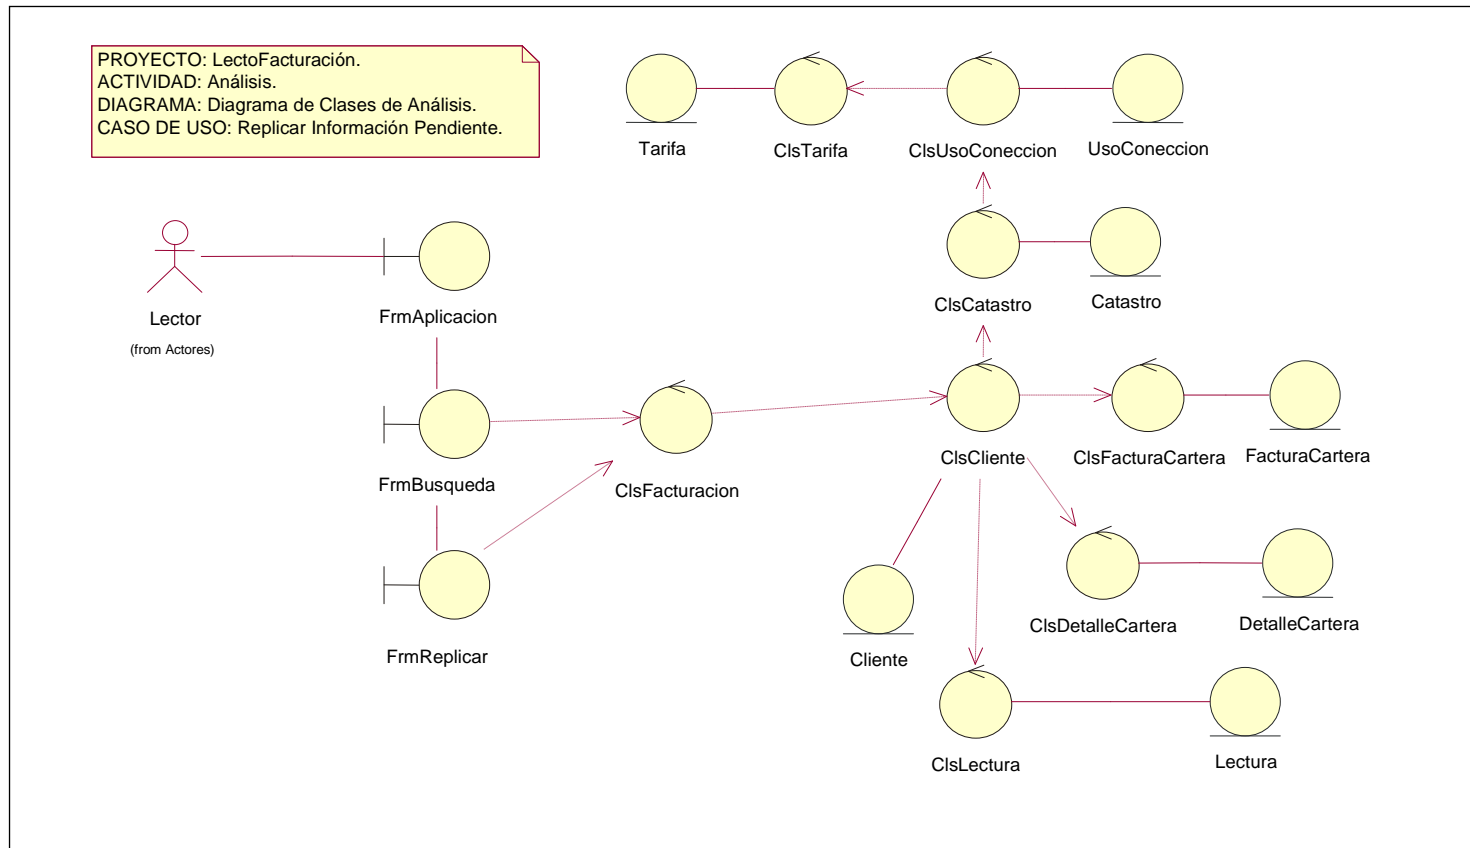 PROYECTO: LectoFacturación.
ACTIVIDAD: Análisis.
DIAGRAMA: Diagrama de Clases de Análisis.
CASO DE USO: Replicar Información Pendiente.
Tarifa
ClsTarifa
ClsUsoConeccion
UsoConeccion
Lector
(from Actores)
FrmAplicacion
ClsCatastro
Catastro
FrmBusqueda
ClsFacturacion
ClsCliente
ClsFacturaCartera
FacturaCartera
FrmReplicar
Cliente
ClsDetalleCartera
DetalleCartera
ClsLectura
Lectura